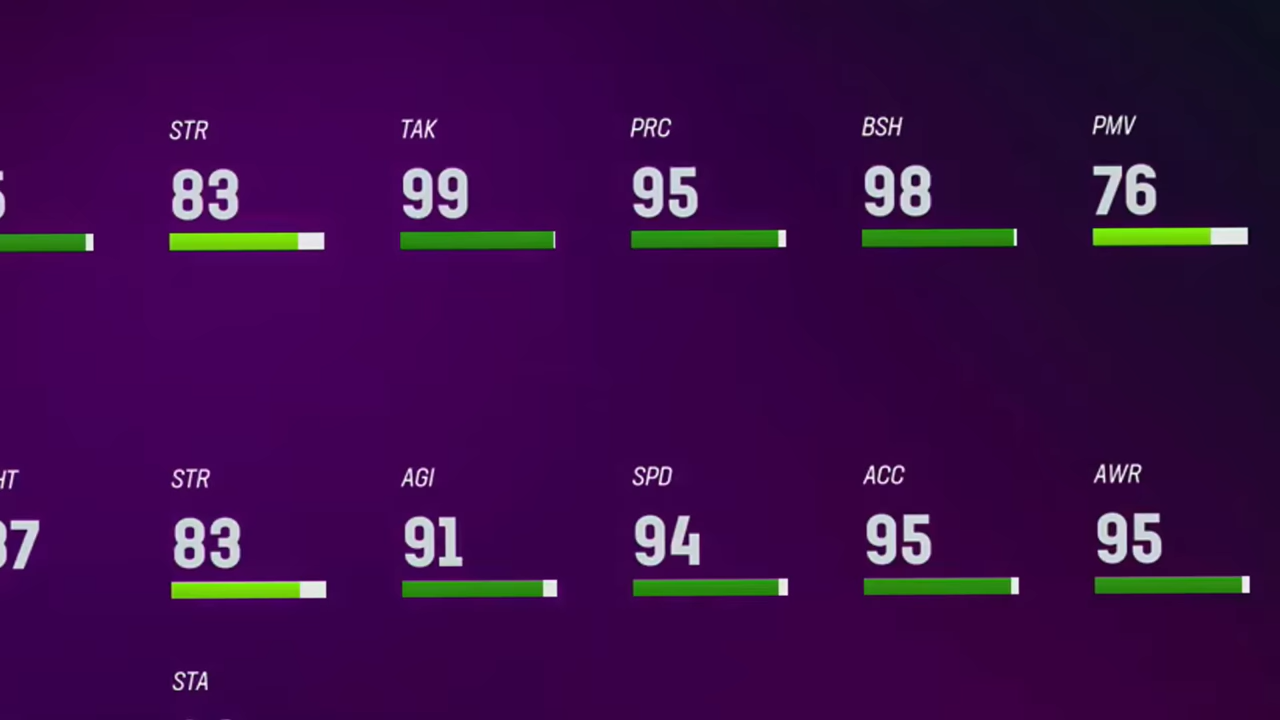 STR TAK PRC BSH PMV
83 99 95 98 76
STR AGI SPD ACC AWR
83 91 94 95 95
STA